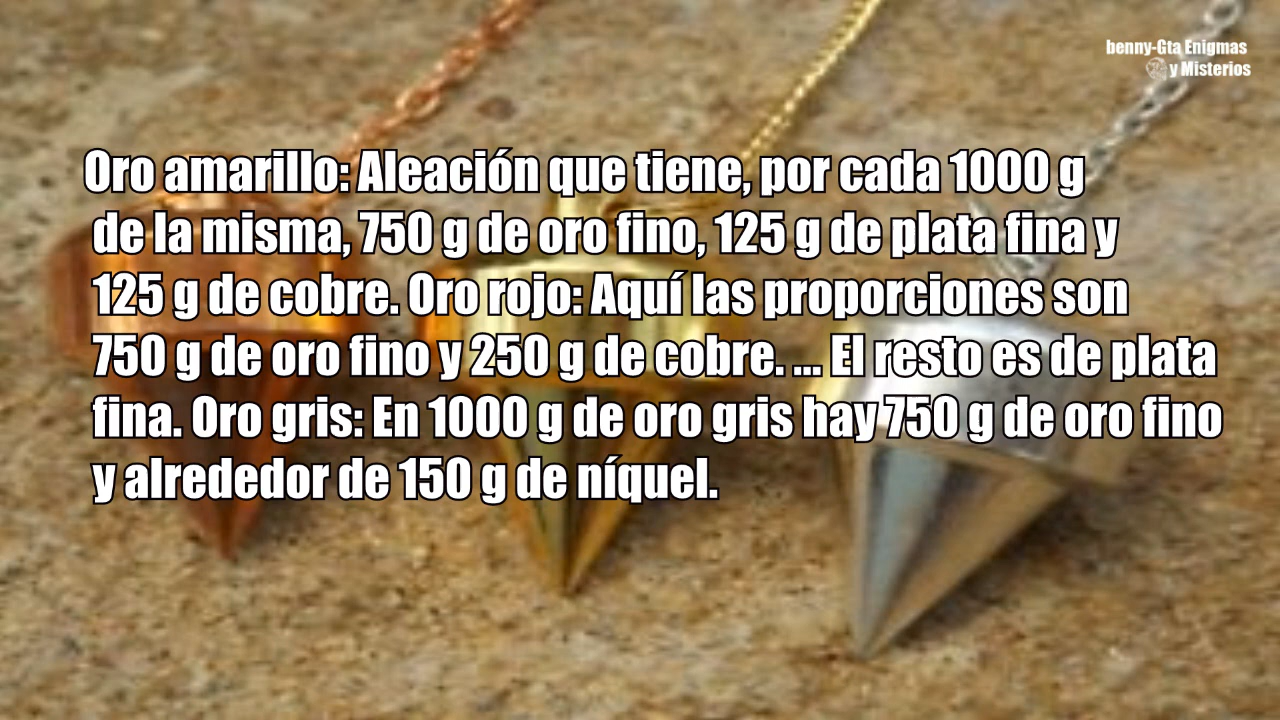 benny-Gta Enigmas
y Misterios
Oro amarillo: Aleación que tiene, por cada 1000 g
de la misma, 750 g de oro fino, 125 g de plata fina y
125 g de cobre. Oro rojo: Aquí las proporciones son
750 g de oro fino y 250 g de cobre. ... El resto es de plata
fina. Oro gris: En 1000 g de oro gris hay 750 g de oro fino
y alrededor de 150 g de níquel.